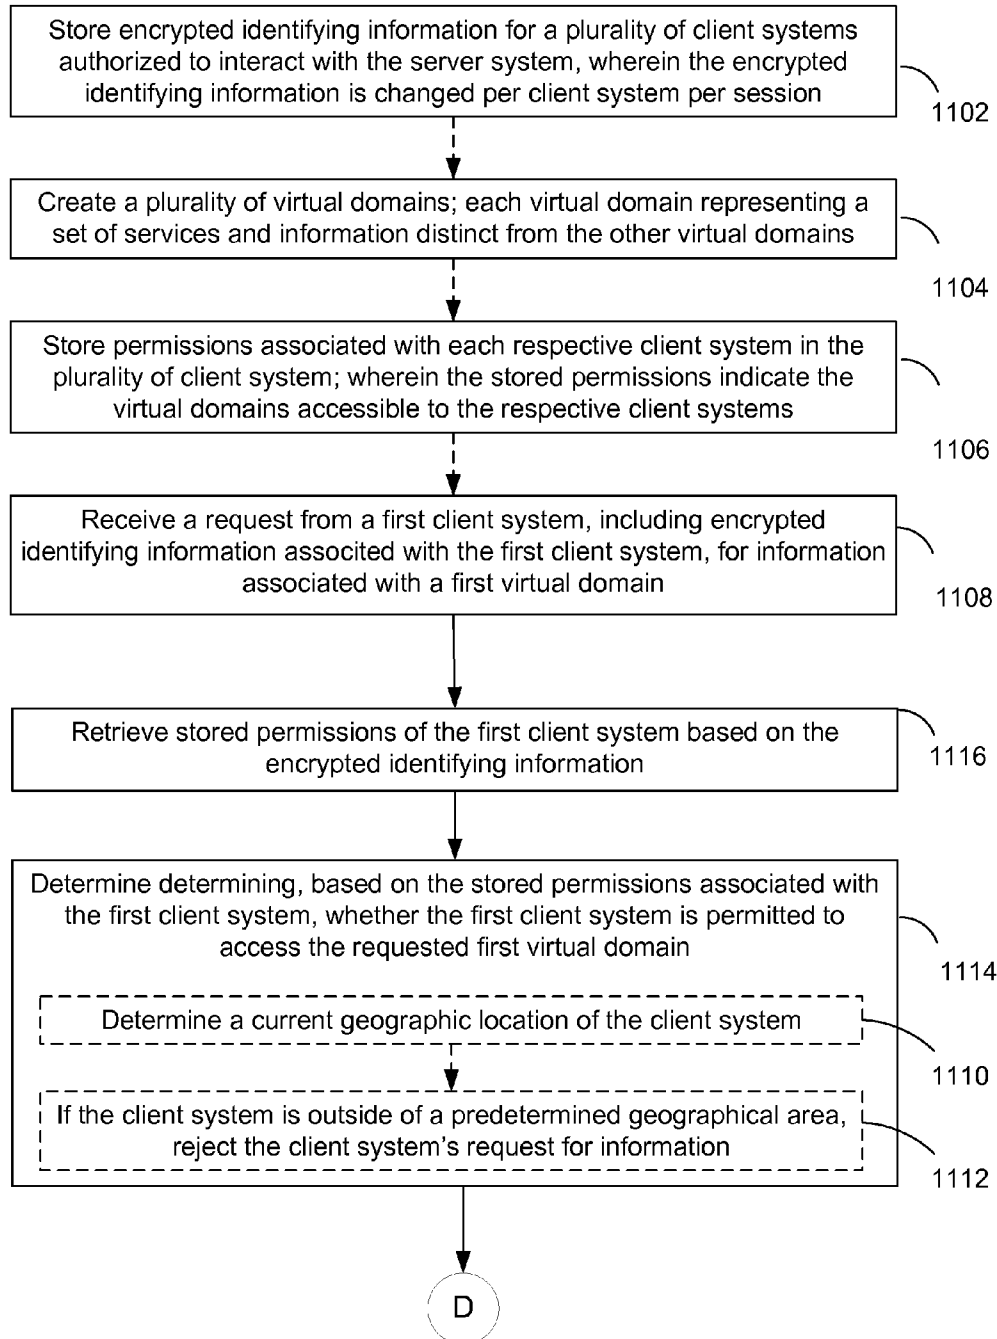 Store encrypted identifying information for a plurality of client systems
authorized to interact with the server system, wherein the encrypted
identifying information is changed per client system per session
1102
Create a plurality of virtual domains; each virtual domain representing a
set of services and information distinct from the other virtual domains
1104
Store permissions associated with each respective client system in the
plurality of client system; wherein the stored permissions indicate the
virtual domains accessible to the respective client systems
1106
Receive a request from a first client system, including encrypted
identifying information associted with the first client system, for information
associated with a first virtual domain
1108
Retrieve stored permissions of the first client system based on the
encrypted identifying information
1116
Determine determining, based on the stored permissions associated with
the first client system, whether the first client system is permitted to
access the requested first virtual domain
1114
Determine a current geographic location of the client system
1110
If the client system is outside of a predetermined geographical area,
reject the client system's request for information
1112
D